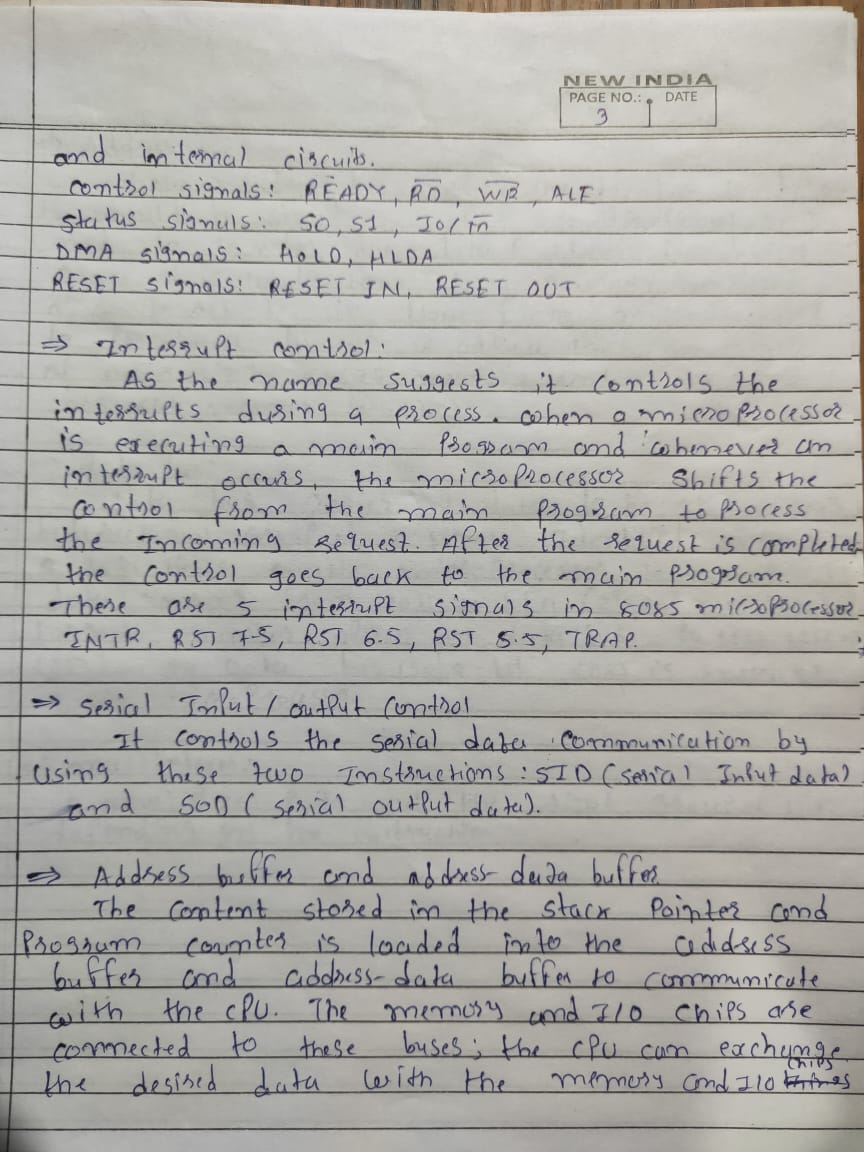 NEW INDIA
PAGE NO.: DATE
3
and internal circuits.
control signals: READY, R̅D̅, W̅R̅, ALE
status signals: S0, S1, IO/m̅
DMA signals: HOLD, HLDA
RESET signals: RESET IN, RESET OUT
⇒ Interrupt control:
As the name suggests it controls the
interrupts during a process. when a microprocessor
is executing a main program and whenever an
interrupt occurs, the microprocessor shifts the
control from the main program to process
the Incoming request. After the request is completed
the control goes back to the main program.
There are 5 interrupt signals in 8085 microprocessor
INTR, RST 7.5, RST 6.5, RST 5.5, TRAP.
⇒ Serial Input / output control
It controls the serial data communication by
using these two Instructions: SID (serial Input data)
and SOD (serial output data).
⇒ Address buffer and address-data buffer
The content stored in the stack pointer and
program counter is loaded into the address
buffer and address-data buffer to communicate
with the CPU. The memory and I/O chips are
connected to these buses; the CPU can exchange
the desired data with the memory and I/O chips